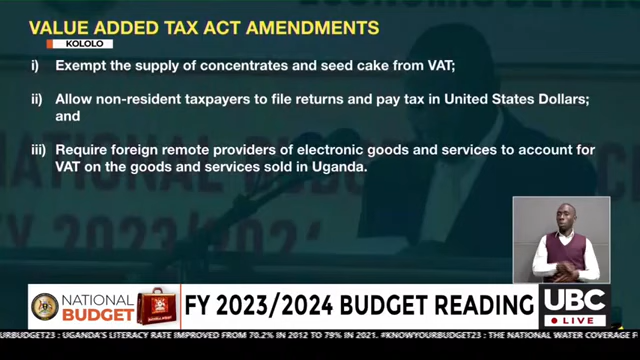 VALUE ADDED TAX ACT AMENDMENTS
KOLOLO
i) Exempt the supply of concentrates and seed cake from VAT;
ii) Allow non-resident taxpayers to file returns and pay tax in United States Dollars;
and
iii) Require foreign remote providers of electronic goods and services to account for
VAT on the goods and services sold in Uganda.
FY 2023/2024
NATIONAL
BUDGET
FY 2023/2024 BUDGET READING
UBC
LIVE
URBUDGET23 : UGANDA'S LITERACY RATE IMPROVED FROM 70.2% IN 2012 TO 79% IN 2021. #KNOWYOURBUDGET23 : THE NATIONAL WATER COVERAGE F